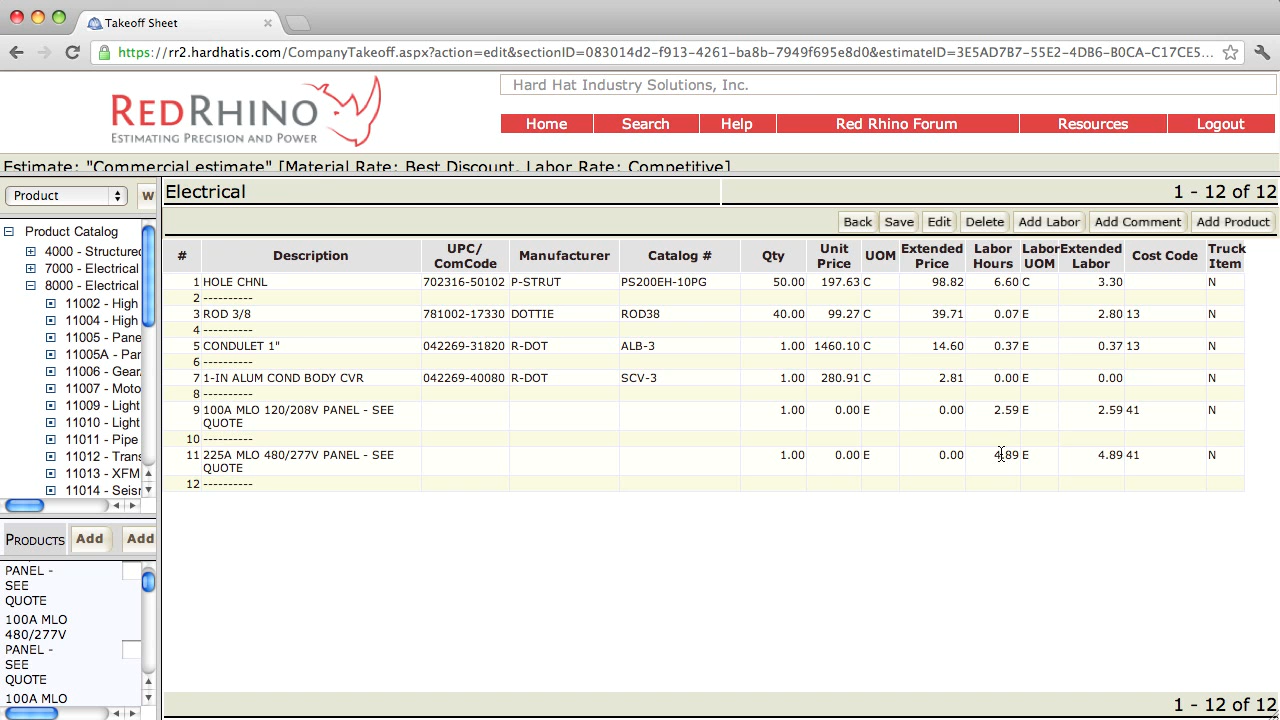 Takeoff Sheet
https://rr2.hardhatis.com/CompanyTakeoff.aspx?action=edit&sectionID=083014d2-f913-4261-ba8b-7949f695e8d0&estimateID=3E5AD7B7-55E2-4DB6-B0CA-C17CE5...
REDRHINO
ESTIMATING PRECISION AND POWER
Hard Hat Industry Solutions, Inc.
Home Search Help Red Rhino Forum Resources Logout
Estimate: "Commercial estimate" [Material Rate: Best Discount, Labor Rate: Competitive]
Product W
Product Catalog
4000 - Structured
7000 - Electrical
8000 - Electrical
11002 - High
11004 - High
11005 - Pane
11005A - Par
11006 - Gear
11007 - Moto
11009 - Light
11010 - Light
11011 - Pipe
11012 - Trans
11013 - XFM
11014 - Seisr
PRODUCTS Add Add
PANEL -
SEE
QUOTE
100A MLO
480/277V
PANEL -
SEE
QUOTE
100A MLO
Electrical 1 - 12 of 12
Back Save Edit Delete Add Labor Add Comment Add Product
# Description UPC/ ComCode Manufacturer Catalog # Qty Unit Price UOM Extended Price Labor Hours Labor UOM Extended Labor Cost Code Truck Item
1 HOLE CHNL 702316-50102 P-STRUT PS200EH-10PG 50.00 197.63 C 98.82 6.60 C 3.30 N
2 ----------
3 ROD 3/8 781002-17330 DOTTIE ROD38 40.00 99.27 C 39.71 0.07 E 2.80 13 N
4 ----------
5 CONDULET 1" 042269-31820 R-DOT ALB-3 1.00 1460.10 C 14.60 0.37 E 0.37 13 N
6 ----------
7 1-IN ALUM COND BODY CVR 042269-40080 R-DOT SCV-3 1.00 280.91 C 2.81 0.00 E 0.00 N
8 ----------
9 100A MLO 120/208V PANEL - SEE 1.00 0.00 E 0.00 2.59 E 2.59 41 N
QUOTE
10 ----------
11 225A MLO 480/277V PANEL - SEE 1.00 0.00 E 0.00 4.89 E 4.89 41 N
QUOTE
12 ----------
1 - 12 of 12